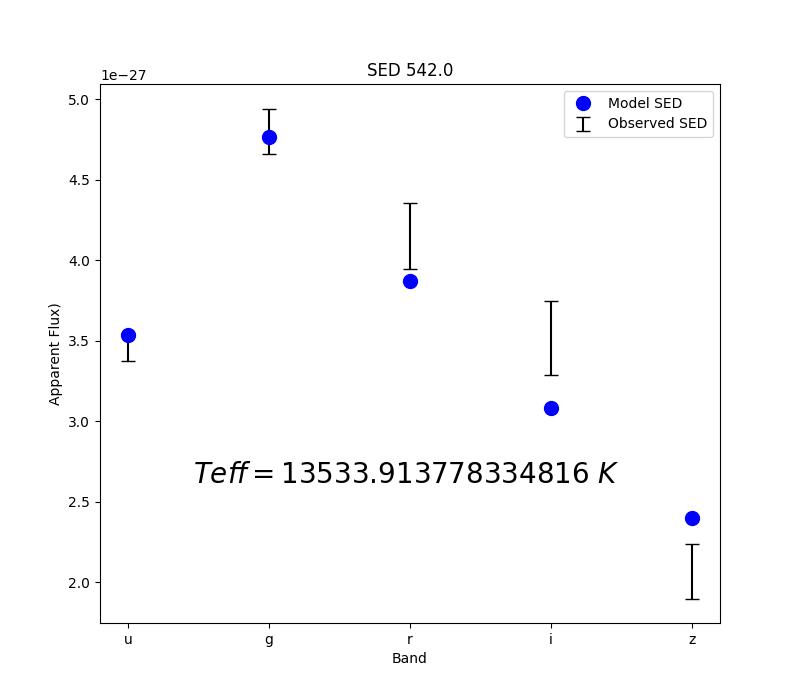 SED 542.0
1e−27
Model SED
Observed SED
5.0
4.5
4.0
3.5
3.0
2.5
2.0
Apparent Flux)
Teff = 13533.913778334816 K
u g r i z
Band